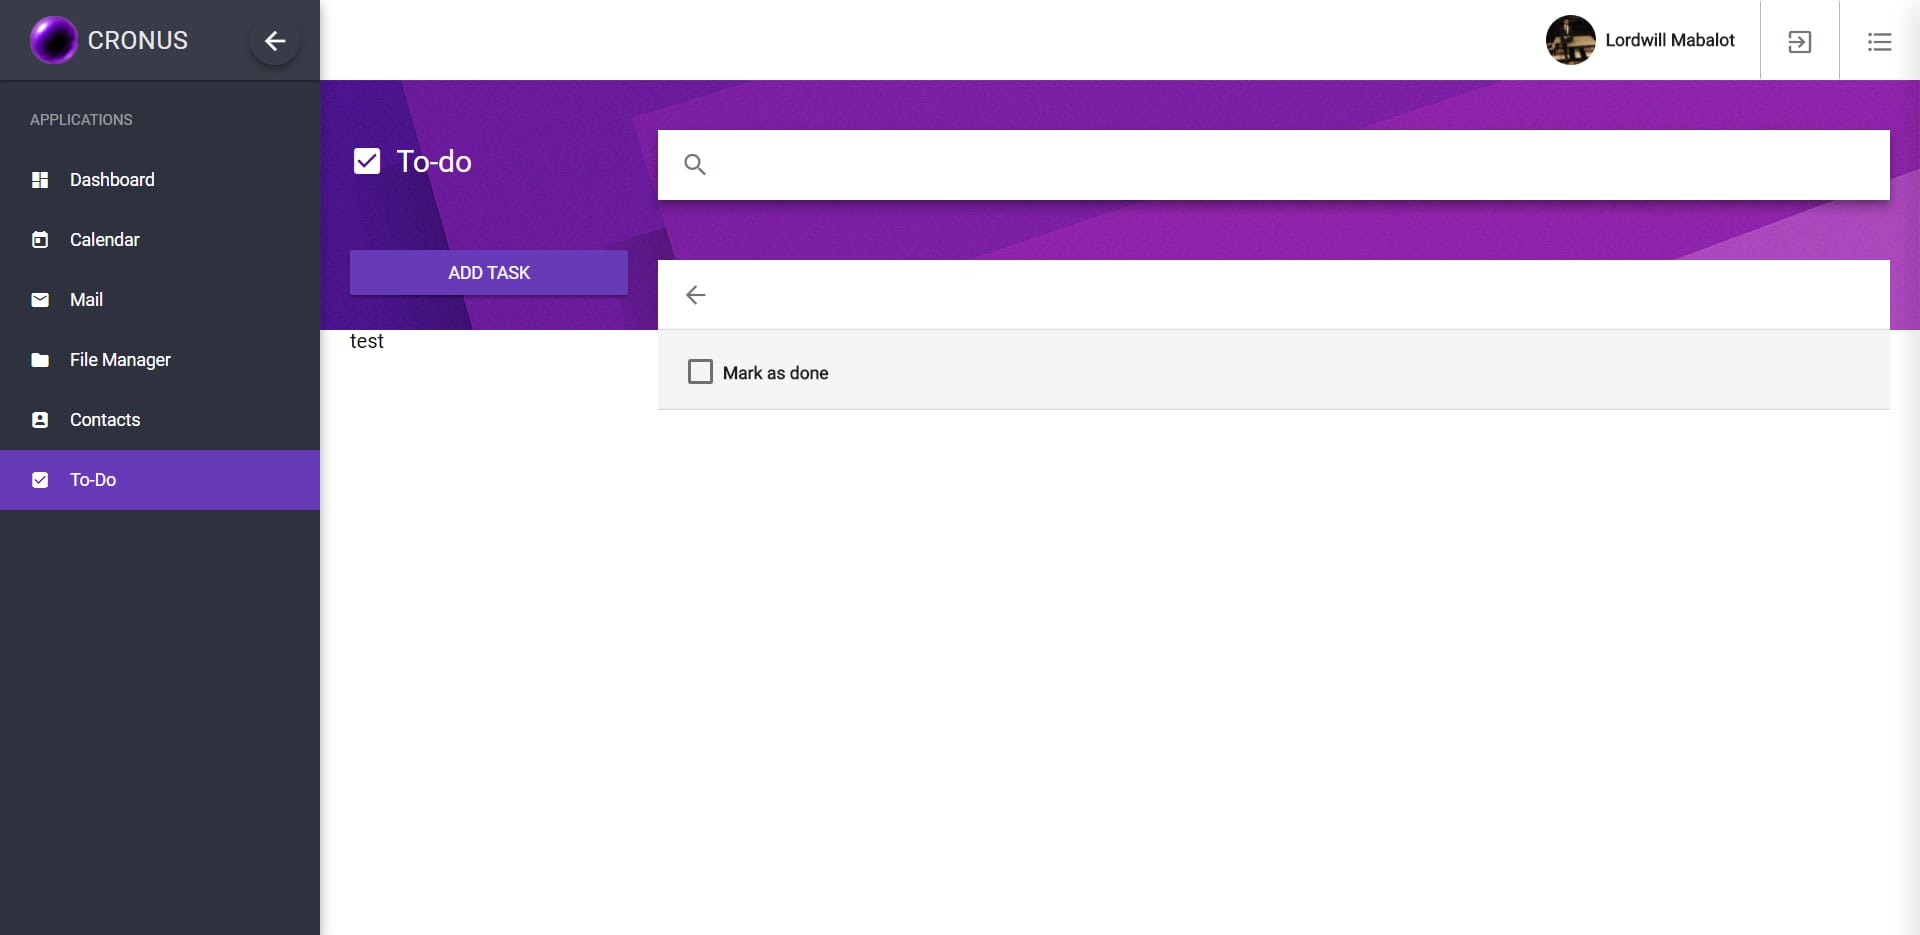 CRONUS
Lordwill Mabalot
APPLICATIONS
Dashboard
Calendar
Mail
File Manager
Contacts
To-Do
To-do
ADD TASK
test
Mark as done